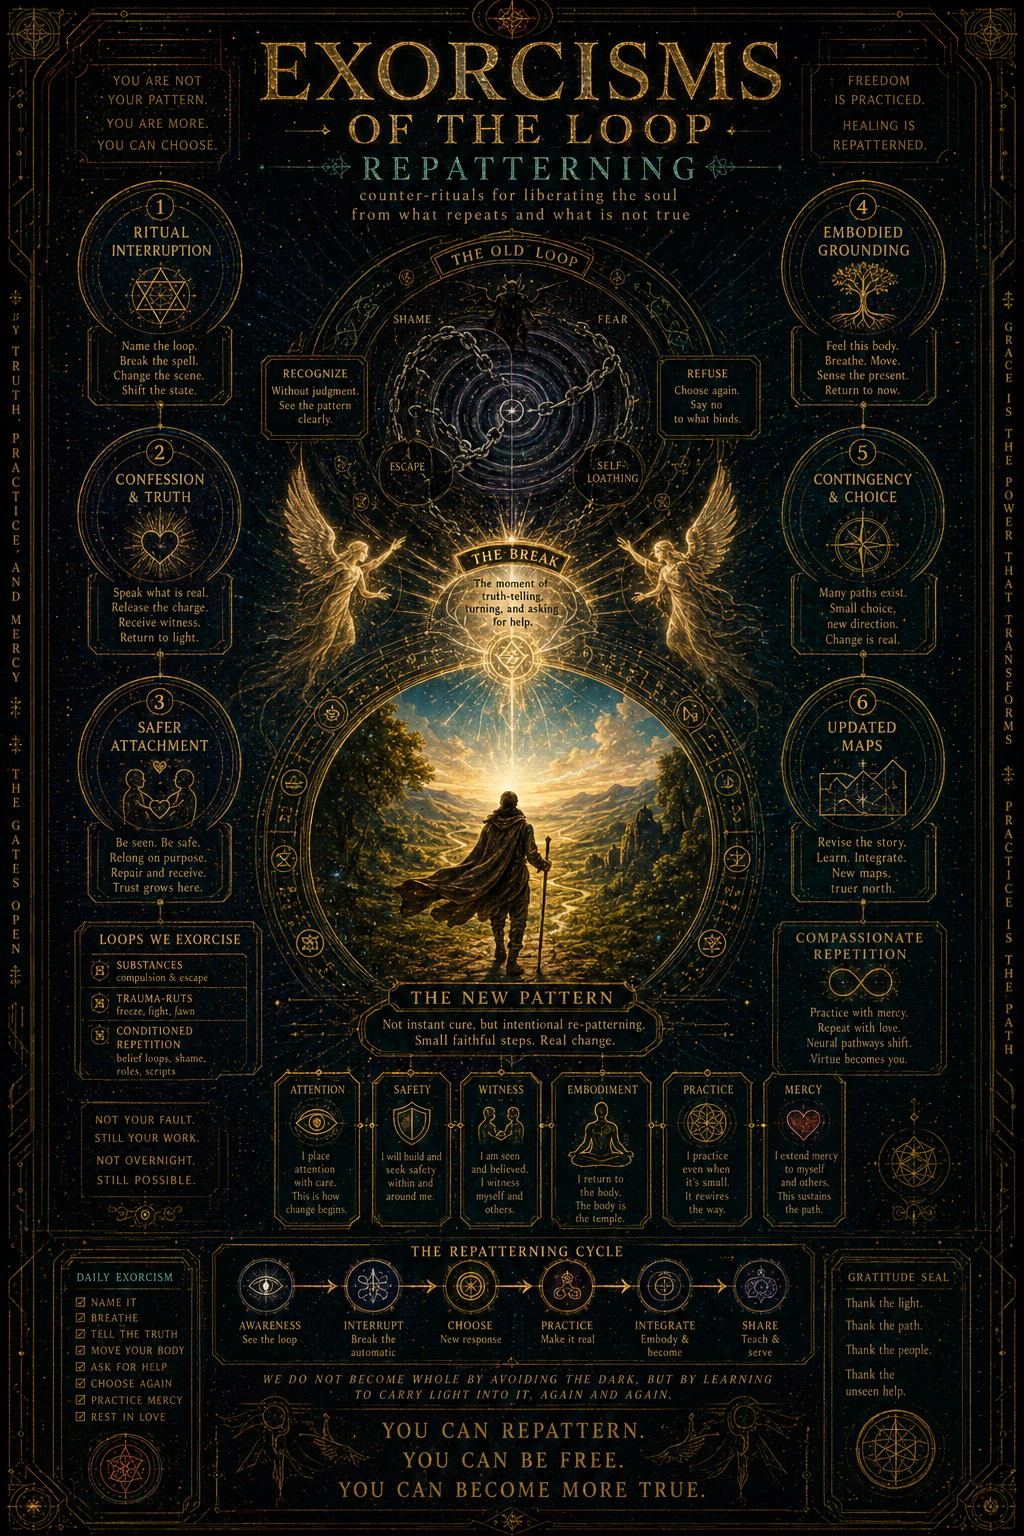 EXORCISMS
OF THE LOOP
REPATTERNING
counter-rituals for liberating the soul
from what repeats and what is not true
YOU ARE NOT
YOUR PATTERN.
YOU ARE MORE.
YOU CAN CHOOSE.
FREEDOM
IS PRACTICED.
HEALING IS
REPATTERNED.
BY TRUTH PRACTICE, AND MERCY
THE GATES OPEN
1
RITUAL
INTERRUPTION
Name the loop.
Break the spell.
Change the scene.
Shift the state.
2
CONFESSION
& TRUTH
Speak what is real.
Release the charge.
Receive witness.
Return to light.
3
SAFER
ATTACHMENT
Be seen. Be safe.
Relong on purpose.
Repair and receive.
Trust grows here.
THE OLD LOOP
SHAME
FEAR
RECOGNIZE
Without judgment.
See the pattern
clearly.
REFUSE
Choose again.
Say no
to what binds.
ESCAPE
SELF-
LOATHING
THE BREAK
The moment of
truth-telling,
turning, and asking
for help.
4
EMBODIED
GROUNDING
Feel this body.
Breathe. Move.
Sense the present.
Return to now.
5
CONTINGENCY
& CHOICE
Many paths exist.
Small choice,
new direction.
Change is real.
6
UPDATED
MAPS
Revise the story.
Learn. Integrate.
New maps,
truer north.
GRACE IS THE POWER THAT TRANSFORMS
PRACTICE IS THE PATH
LOOPS WE EXORCISE
SUBSTANCES
compulsion & escape
TRAUMA-RUTS
freeze, fight, fawn
CONDITIONED
REPETITION
belief loops, shame,
roles, scripts
THE NEW PATTERN
Not instant cure, but intentional re-patterning.
Small faithful steps. Real change.
COMPASSIONATE
REPETITION
Practice with mercy.
Repeat with love.
Neural pathways shift.
Virtue becomes you.
NOT YOUR FAULT.
STILL YOUR WORK.
NOT OVERNIGHT.
STILL POSSIBLE.
ATTENTION
I place
attention
with care.
This is how
change begins.
SAFETY
I will build and
seek safety
within and
around me.
WITNESS
I am seen
and believed.
I witness
myself and
others.
EMBODIMENT
I return to
the body.
The body is
the temple.
PRACTICE
I practice
even when
it's small.
It rewires
the way.
MERCY
I extend mercy
to myself
and others.
This sustains
the path.
DAILY EXORCISM
NAME IT
BREATHE
TELL THE TRUTH
MOVE YOUR BODY
ASK FOR HELP
CHOOSE AGAIN
PRACTICE MERCY
REST IN LOVE
THE REPATTERNING CYCLE
AWARENESS
See the loop
INTERRUPT
Break the
automatic
CHOOSE
New response
PRACTICE
Make it real
INTEGRATE
Embody &
become
SHARE
Teach &
serve
GRATITUDE SEAL
Thank the light.
Thank the path.
Thank the people.
Thank the
unseen help.
WE DO NOT BECOME WHOLE BY AVOIDING THE DARK, BUT BY LEARNING
TO CARRY LIGHT INTO IT, AGAIN AND AGAIN.
YOU CAN REPATTERN.
YOU CAN BE FREE.
YOU CAN BECOME MORE TRUE.